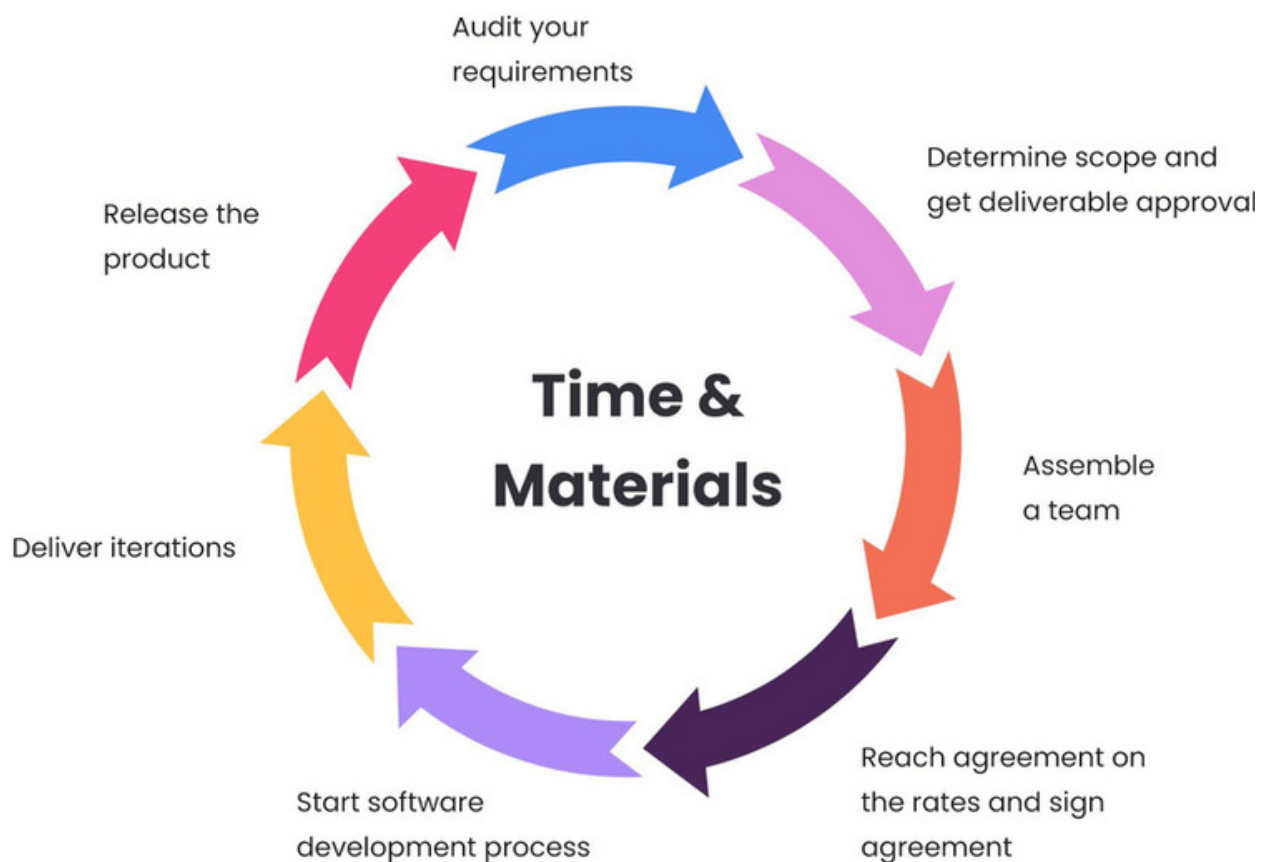 Audit your
requirements
Determine scope and
get deliverable approval
Assemble
a team
Reach agreement on
the rates and sign
agreement
Start software
development process
Deliver iterations
Release the
product
Time &
Materials